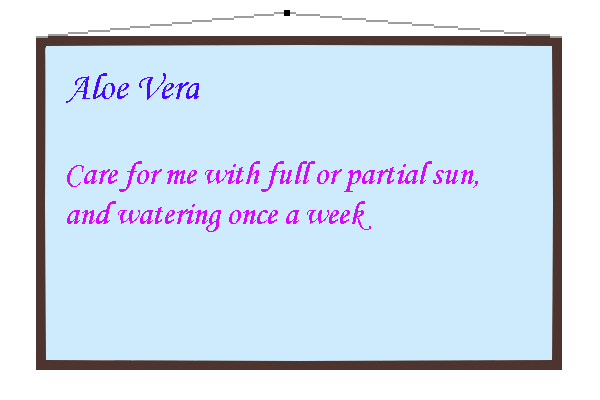 Aloe Vera
Care for me with full or partial sun,
and watering once a week